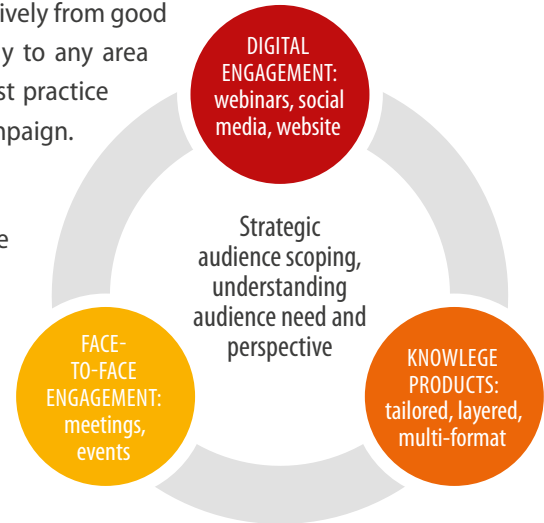 ively from good
y to any area
st practice
npaign.
e
DIGITAL
ENGAGEMENT:
webinars, social
media, website
Strategic
audience scoping,
understanding
audience need and
perspective
FACE-
TO-FACE
ENGAGEMENT:
meetings,
events
KNOWLEGE
PRODUCTS:
tailored, layered,
multi-format